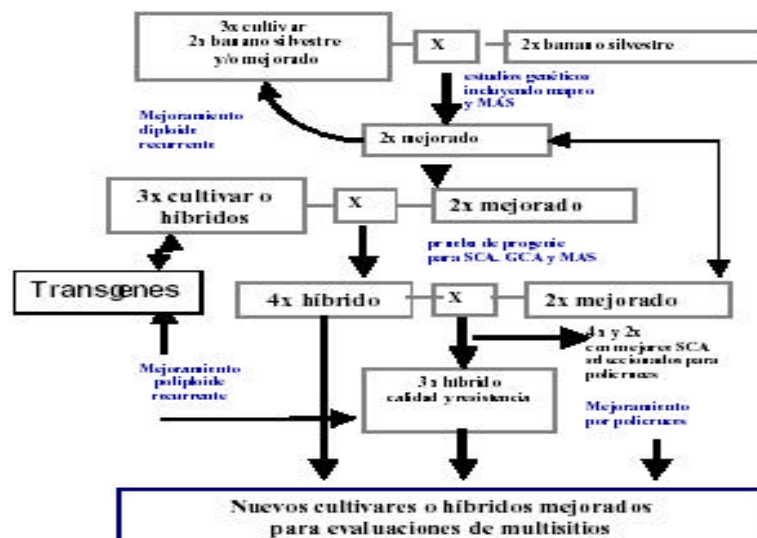 3x cultivar
2x banano silvestre
y/o mejorado
X
2x banano silvestre
estudios genéticos
incluyendo mapeo
y MAS
Mejoramiento
diploide
recurrente
2x mejorado
3x cultivar o
híbridos
X
2x mejorado
prueba de progenie
para SCA, GCA y MAS
Transgenes
4x híbrido
X
2x mejorado
4x y 2x
con mejores SCA
adseccionados para
policruces
Mejoramiento
poliploide
recurrente
3x híbrido
calidad y resistencia
Mejoramiento
por policruces
Nuevos cultivares o híbridos mejorados
para evaluaciones de multisitios